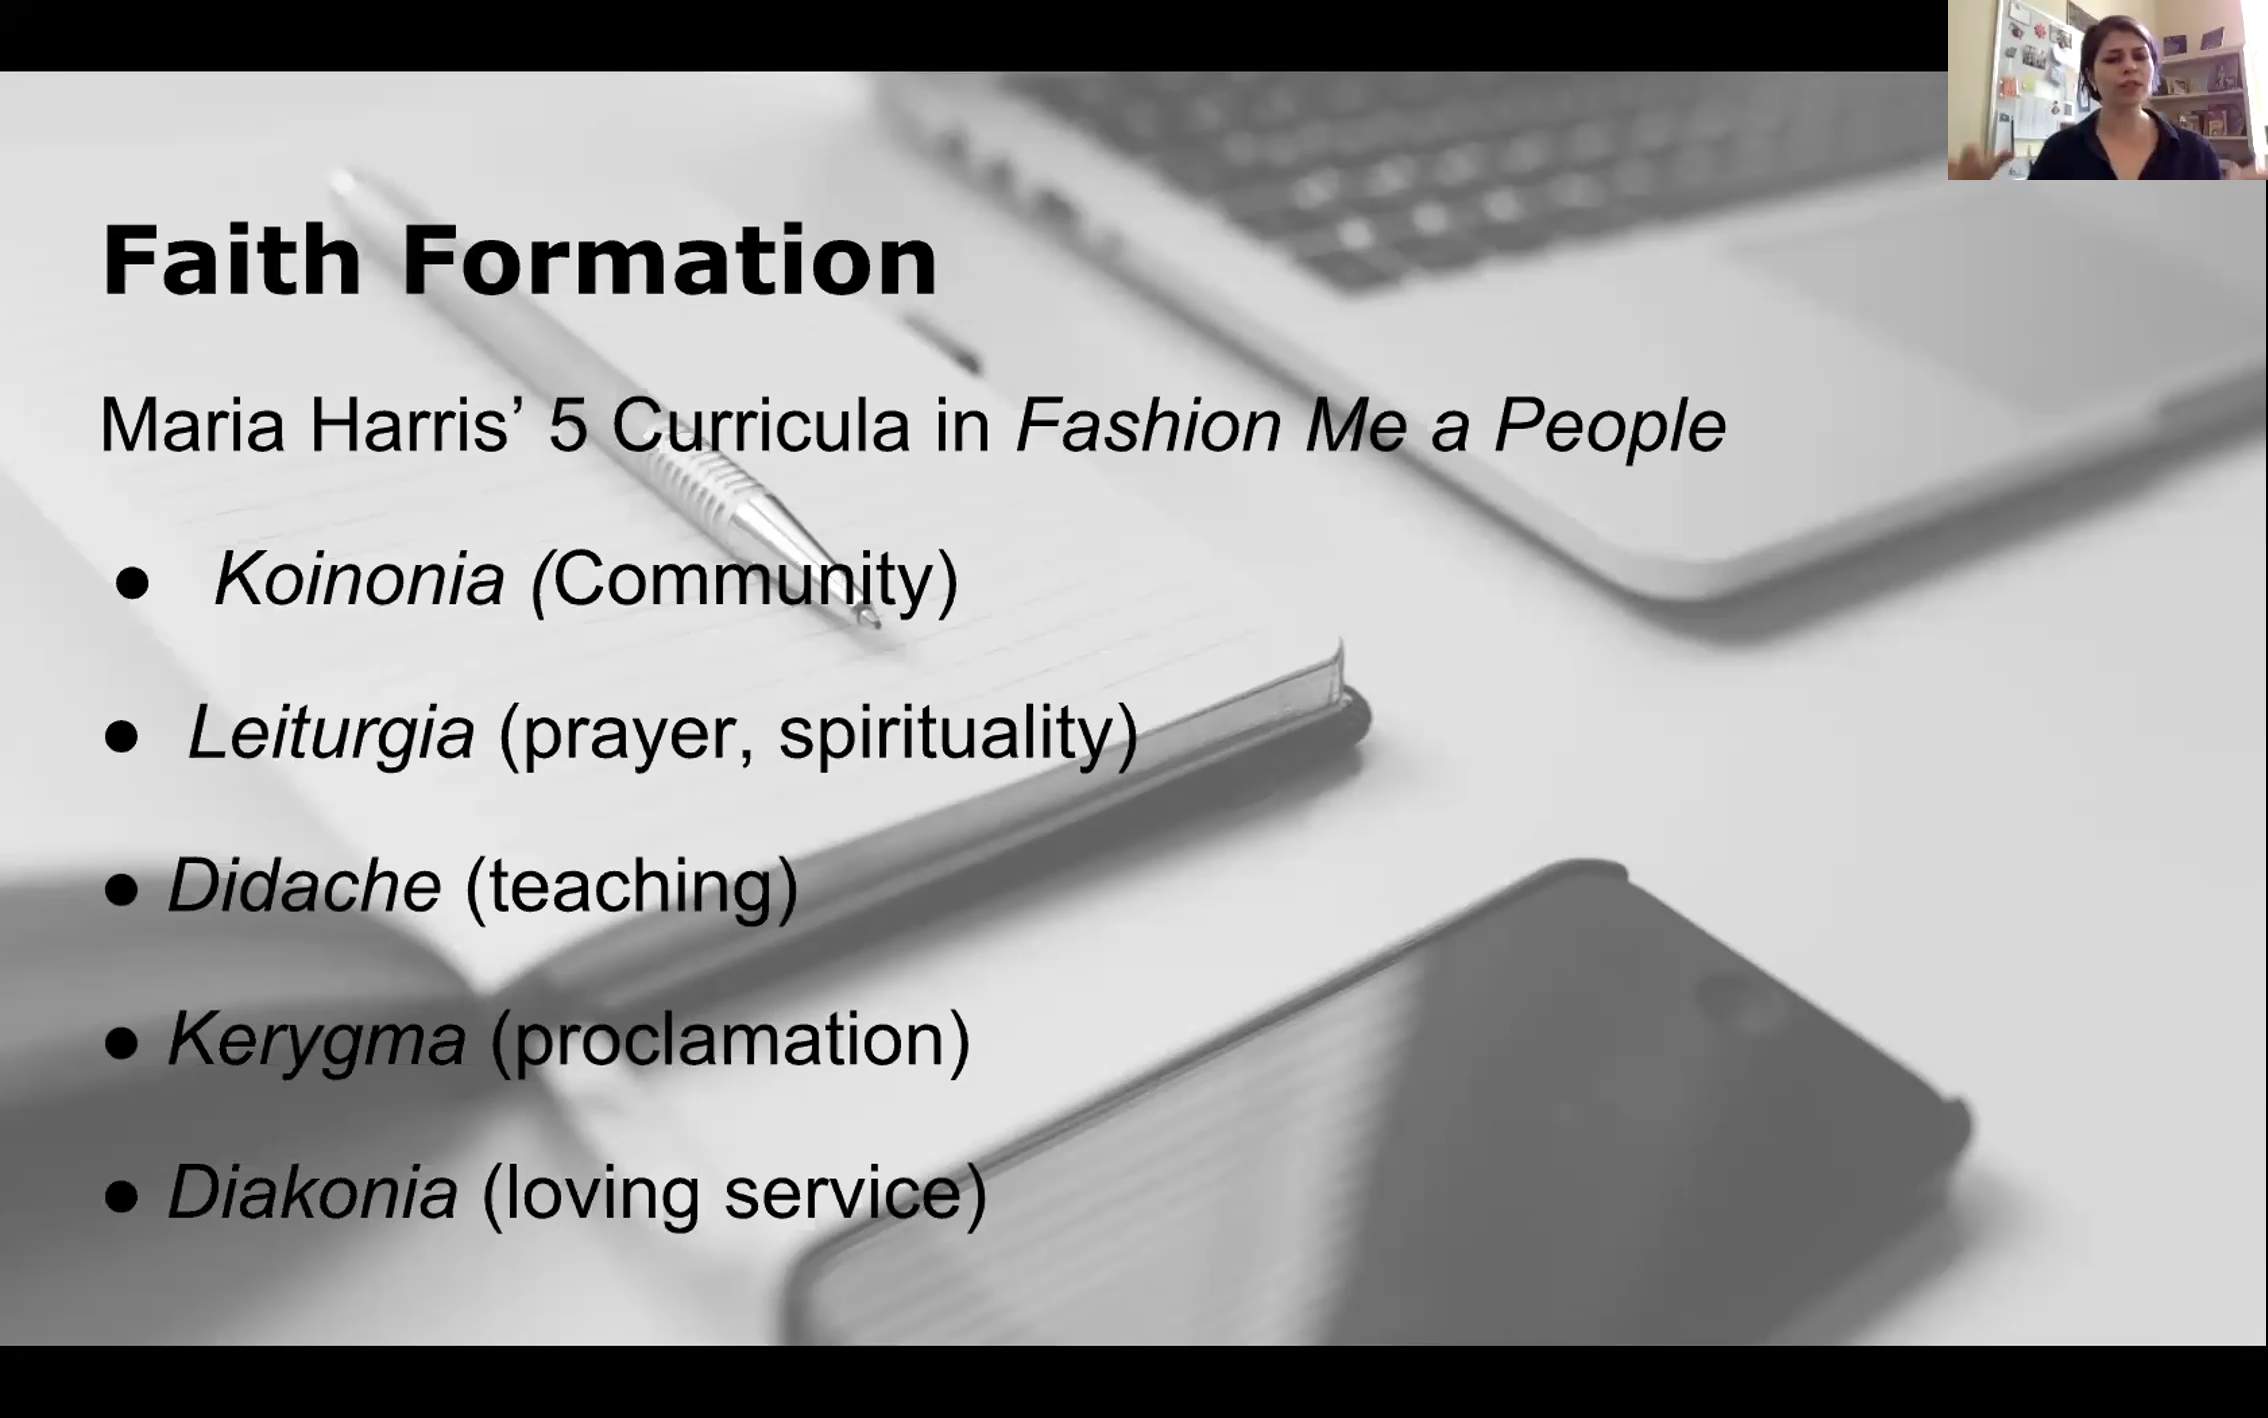 Faith Formation
Maria Harris’ 5 Curricula in Fashion Me a People
● Koinonia (Community)
● Leiturgia (prayer, spirituality)
● Didache (teaching)
● Kerygma (proclamation)
● Diakonia (loving service)